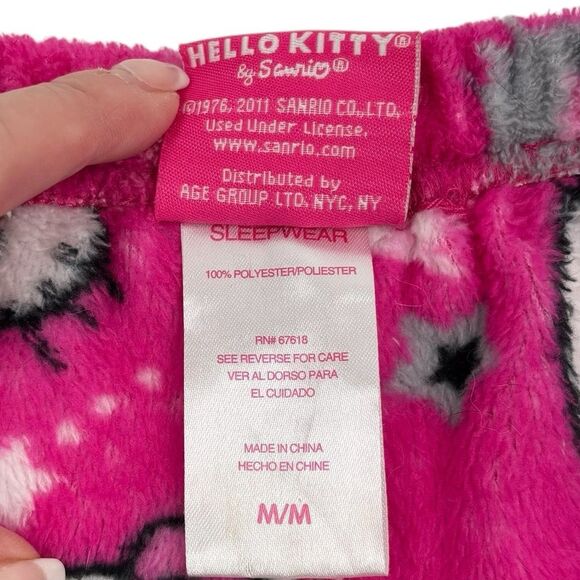 HELLO KITTY®
by Sanrio®
©1976, 2011 SANRIO CO.,LTD.
Used Under License.
www.sanrio.com
Distributed by
AGE GROUP LTD. NYC, NY
SLEEPWEAR
100% POLYESTER/POLIESTER
RN# 67618
SEE REVERSE FOR CARE
VER AL DORSO PARA
EL CUIDADO
MADE IN CHINA
HECHO EN CHINE
M/M